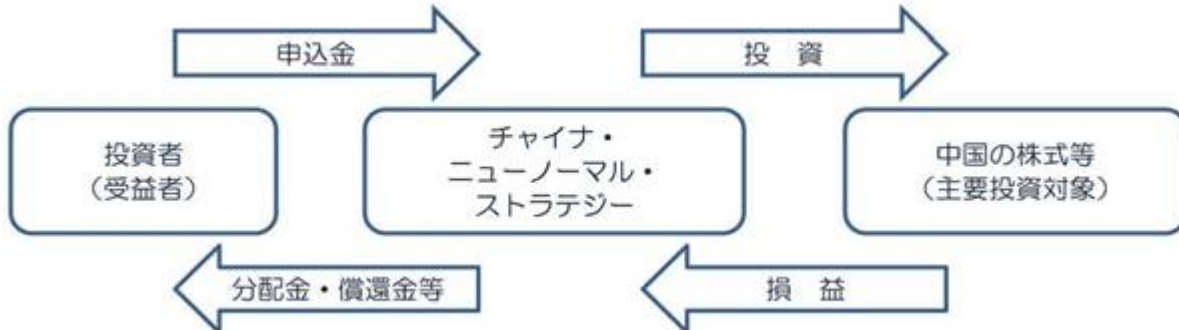 申込金
投　資
投資者
（受益者）
チャイナ・
ニューノーマル・
ストラテジー
中国の株式等
（主要投資対象）
分配金・償還金等
損　益